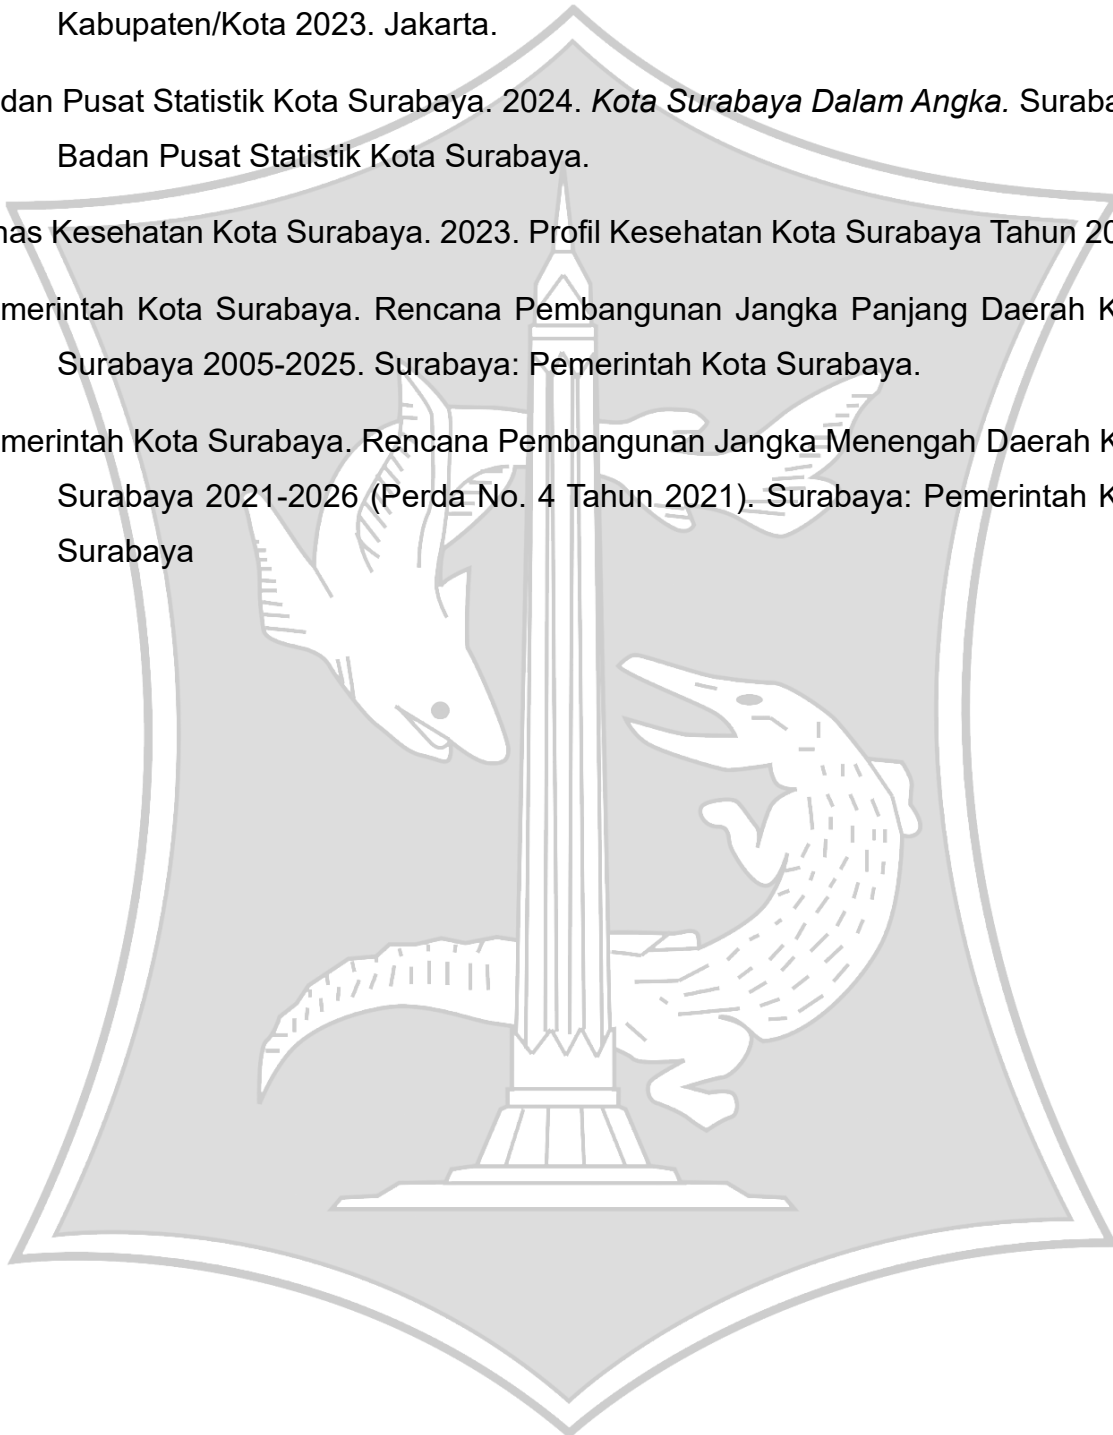 Kabupaten/Kota 2023. Jakarta.
dan Pusat Statistik Kota Surabaya. 2024. Kota Surabaya Dalam Angka. Suraba
Badan Pusat Statistik Kota Surabaya.
nas Kesehatan Kota Surabaya. 2023. Profil Kesehatan Kota Surabaya Tahun 20
merintah Kota Surabaya. Rencana Pembangunan Jangka Panjang Daerah K
Surabaya 2005-2025. Surabaya: Pemerintah Kota Surabaya.
merintah Kota Surabaya. Rencana Pembangunan Jangka Menengah Daerah K
Surabaya 2021-2026 (Perda No. 4 Tahun 2021). Surabaya: Pemerintah K
Surabaya